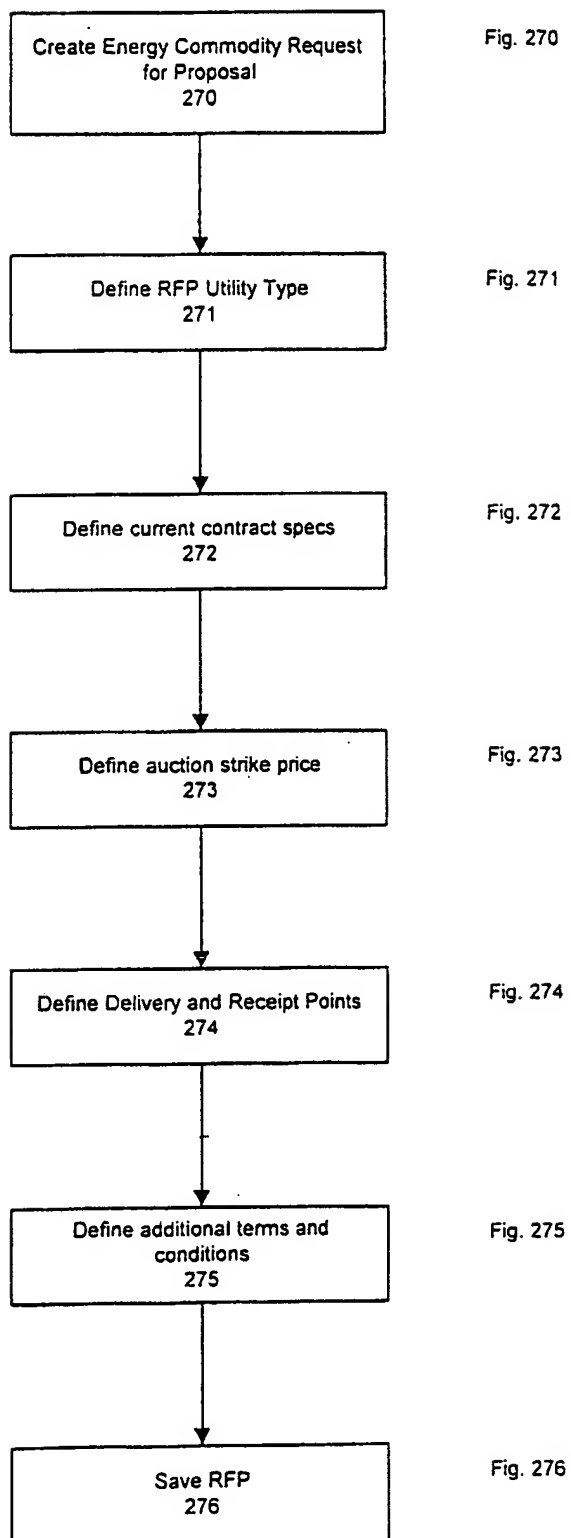 Create Energy Commodity Request
for Proposal
270
Fig. 270
Define RFP Utility Type
271
Fig. 271
Define current contract specs
272
Fig. 272
Define auction strike price
273
Fig. 273
Define Delivery and Receipt Points
274
Fig. 274
Define additional terms and
conditions
275
Fig. 275
Save RFP
276
Fig. 276